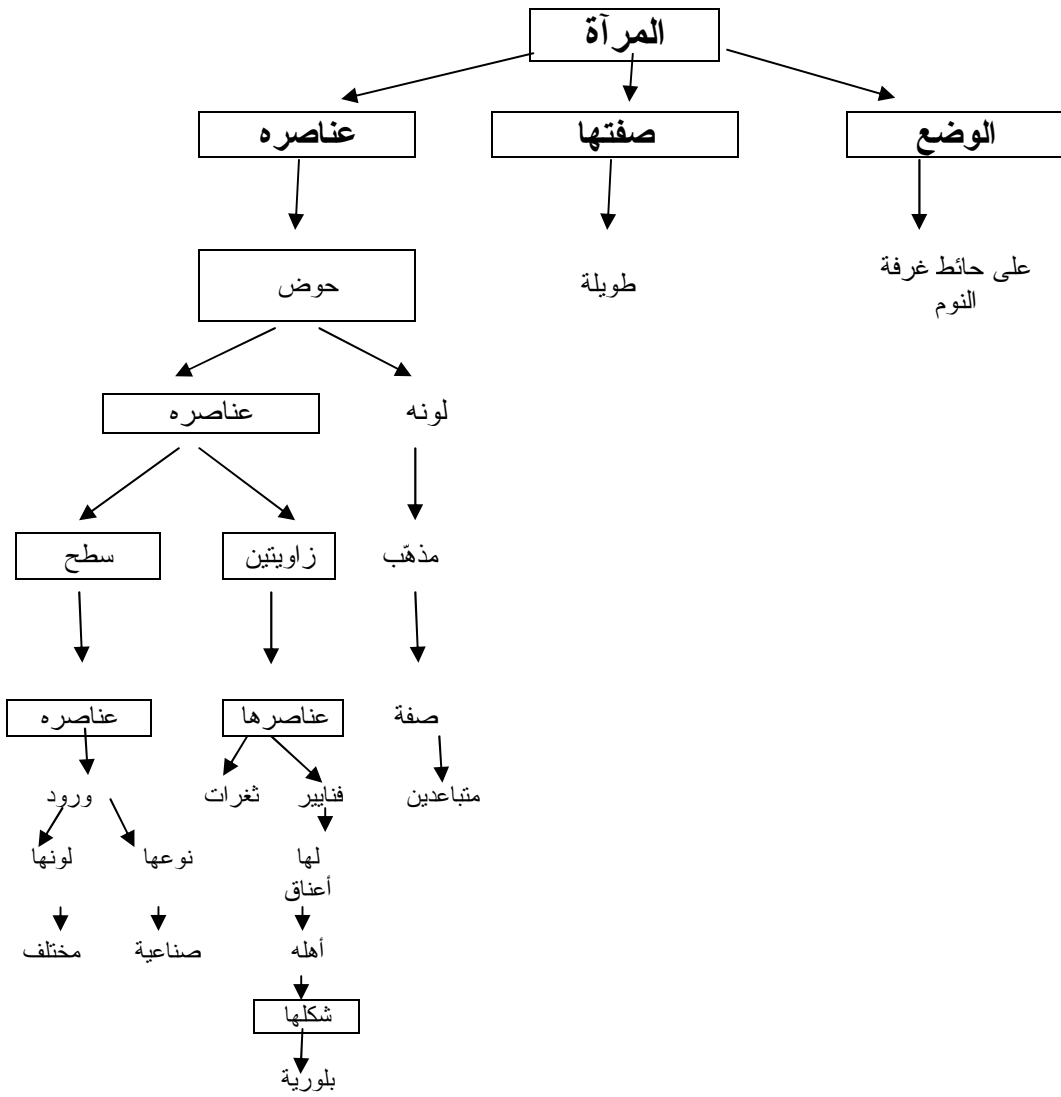 المرآة
الوضع
صفتها
عناصره
على حائط غرفة
النوم
طويلة
حوض
لونه
عناصره
مذهّب
زاويتين
سطح
صفة
عناصرها
عناصره
متباعدين
فنايير
ثغرات
ورود
لها
أعناق
نوعها
لونها
أهله
صناعية
مختلف
شكلها
بلورية